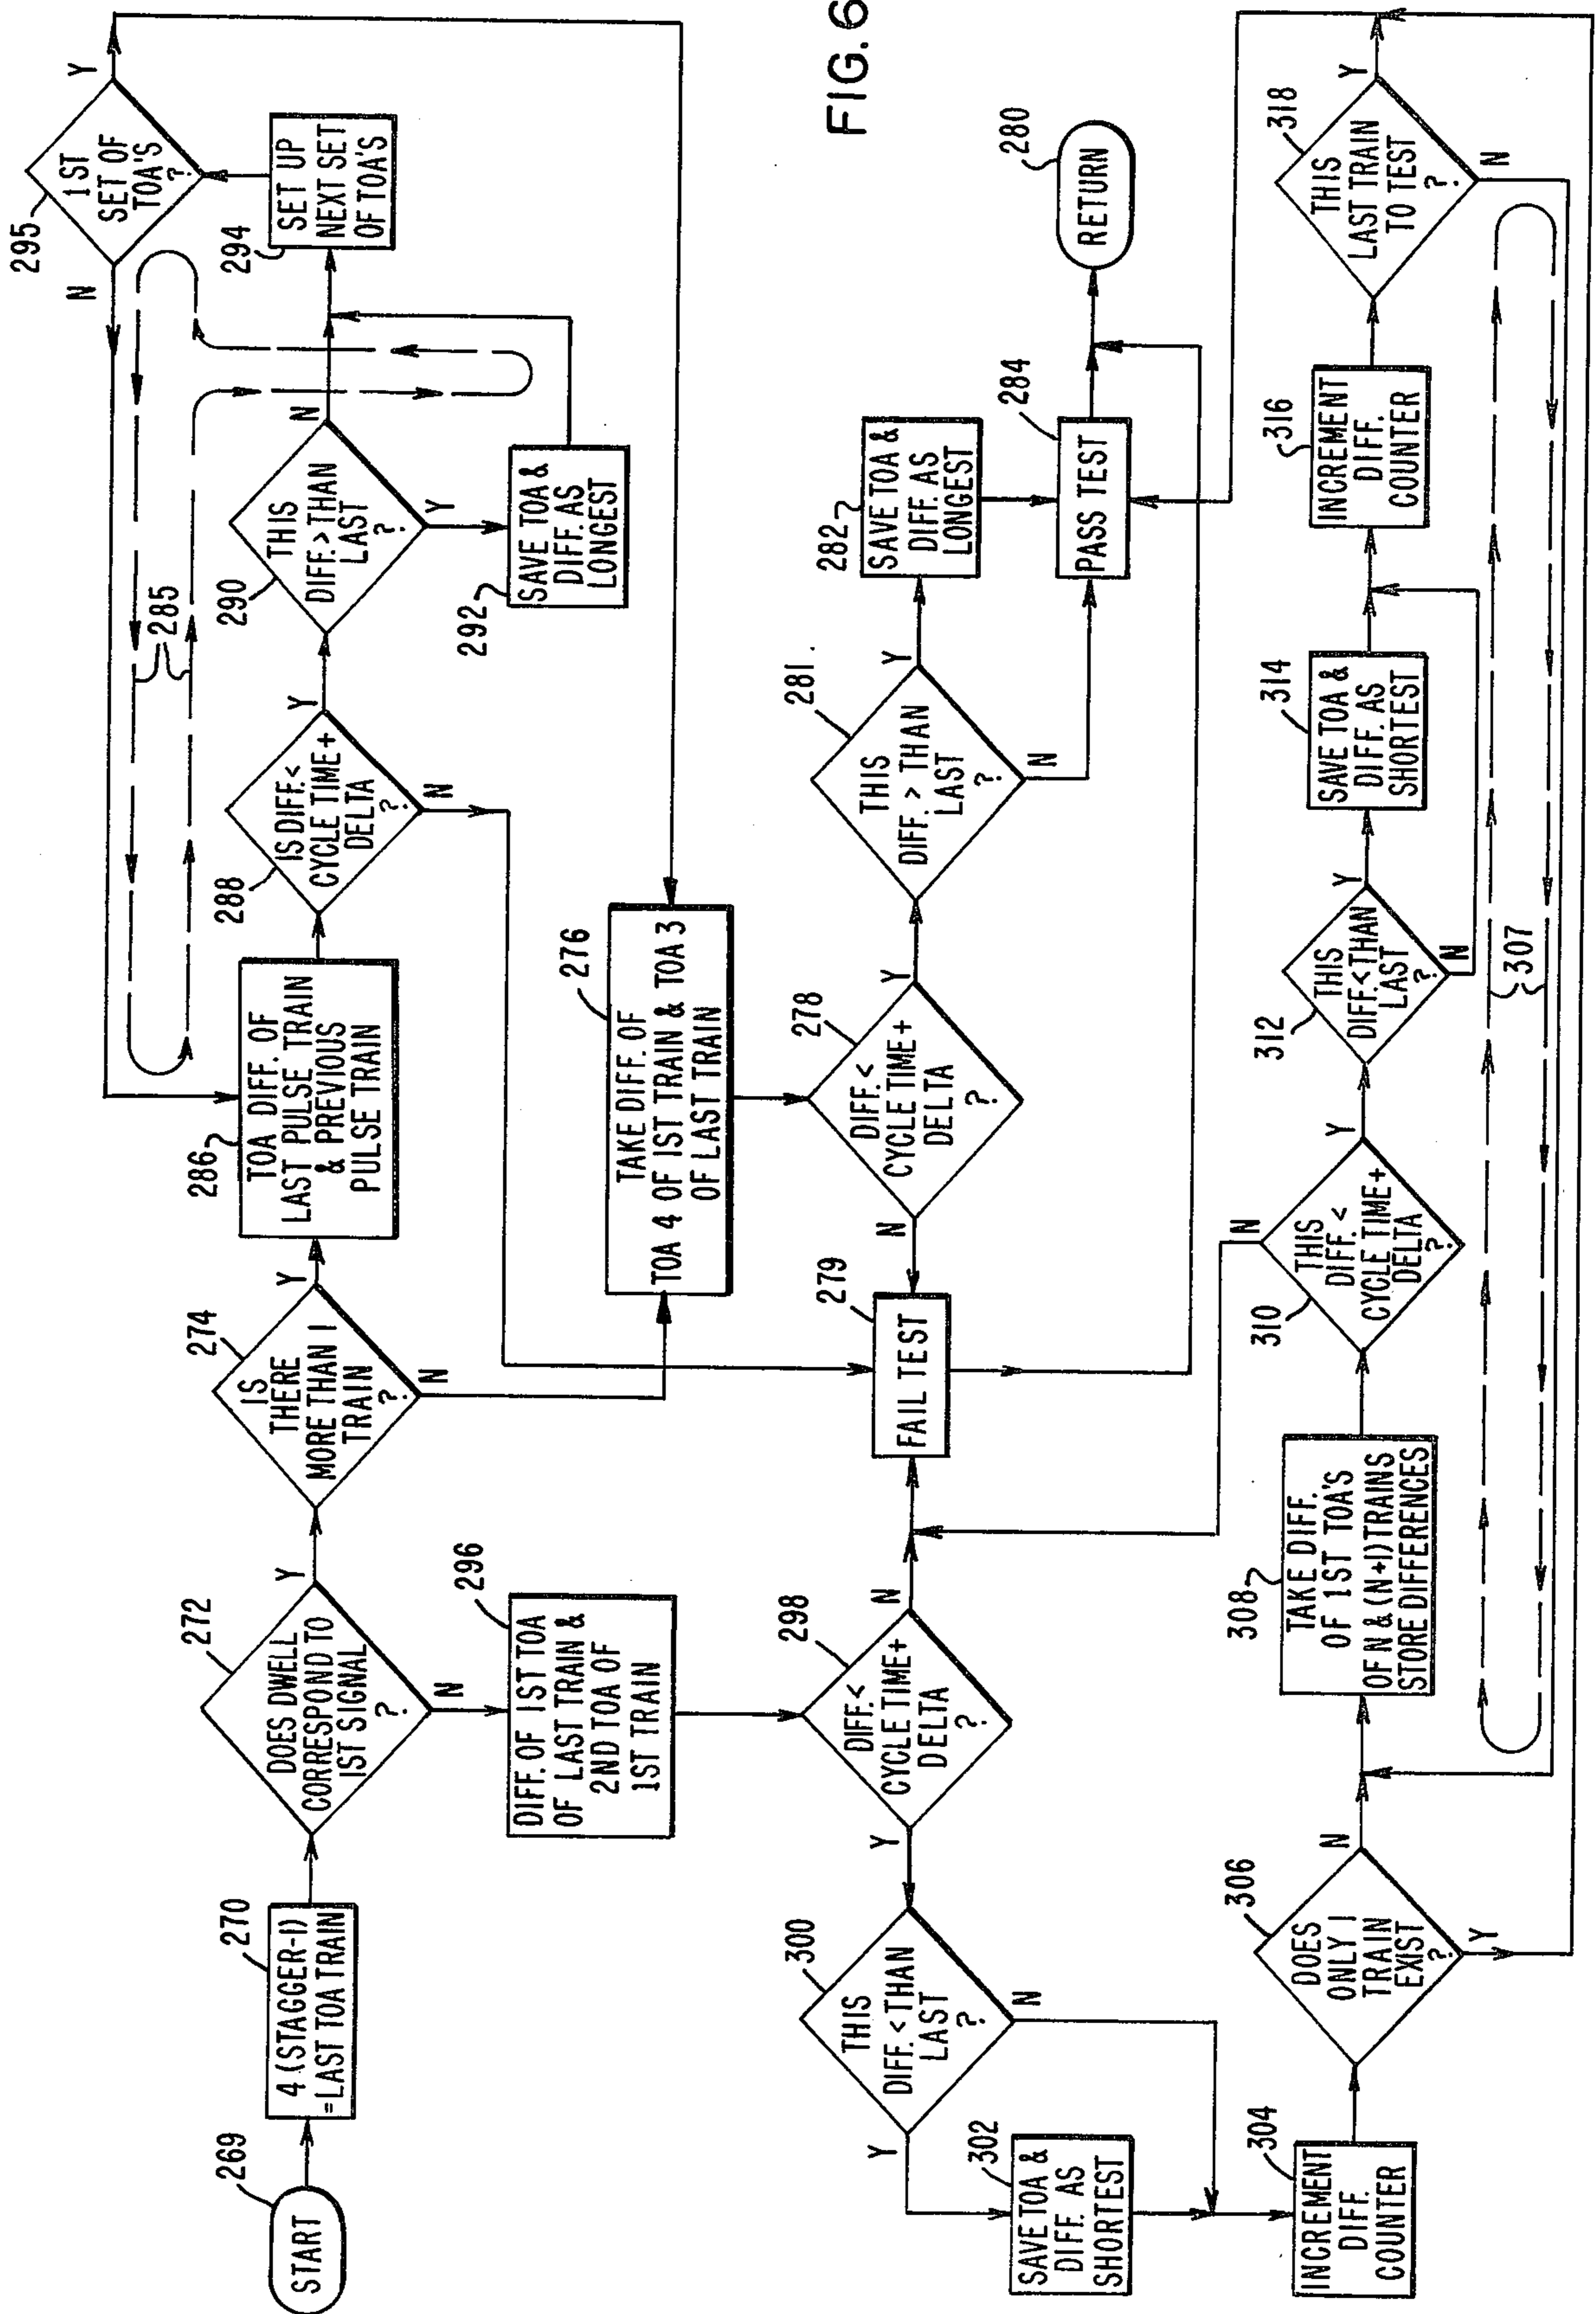 FIG. 6
269
START
270
4 (STAGGER-1)
= LAST TOA TRAIN
272
DOES DWELL
CORRESPOND TO
1ST SIGNAL
?
Y
N
274
IS
THERE
MORE THAN 1
TRAIN
?
Y
N
286
TOA DIFF. OF
LAST PULSE TRAIN
& PREVIOUS
PULSE TRAIN
285
288
IS DIFF. <
CYCLE TIME +
DELTA
?
Y
N
290
THIS
DIFF. > THAN
LAST
?
N
Y
292
SAVE TOA &
DIFF. AS
LONGEST
294
SET UP
NEXT SET
OF TOA'S
295
1ST
SET OF
TOA'S
?
N
Y
296
DIFF. OF 1ST TOA
OF LAST TRAIN &
2ND TOA OF
1ST TRAIN
276
TAKE DIFF. OF
TOA 4 OF 1ST TRAIN & TOA 3
OF LAST TRAIN
298
DIFF. <
CYCLE TIME +
DELTA
?
Y
N
279
FAIL TEST
278
DIFF. <
CYCLE TIME +
DELTA
?
N
Y
281.
THIS
DIFF. > THAN
LAST
?
Y
N
282
SAVE TOA &
DIFF. AS
LONGEST
284
PASS TEST
280
RETURN
300
THIS
DIFF. < THAN
LAST
?
Y
N
302
SAVE TOA &
DIFF. AS
SHORTEST
304
INCREMENT
DIFF.
COUNTER
306
DOES
ONLY 1
TRAIN
EXIST
?
N
Y
308
TAKE DIFF.
OF 1ST TOA'S
OF N & (N+1) TRAINS
STORE DIFFERENCES
307
310
THIS
DIFF. <
CYCLE TIME +
DELTA
?
N
Y
312
THIS
DIFF. < THAN
LAST
?
Y
N
314
SAVE TOA &
DIFF. AS
SHORTEST
316
INCREMENT
DIFF.
COUNTER
318
THIS
LAST TRAIN
TO TEST
?
Y
N